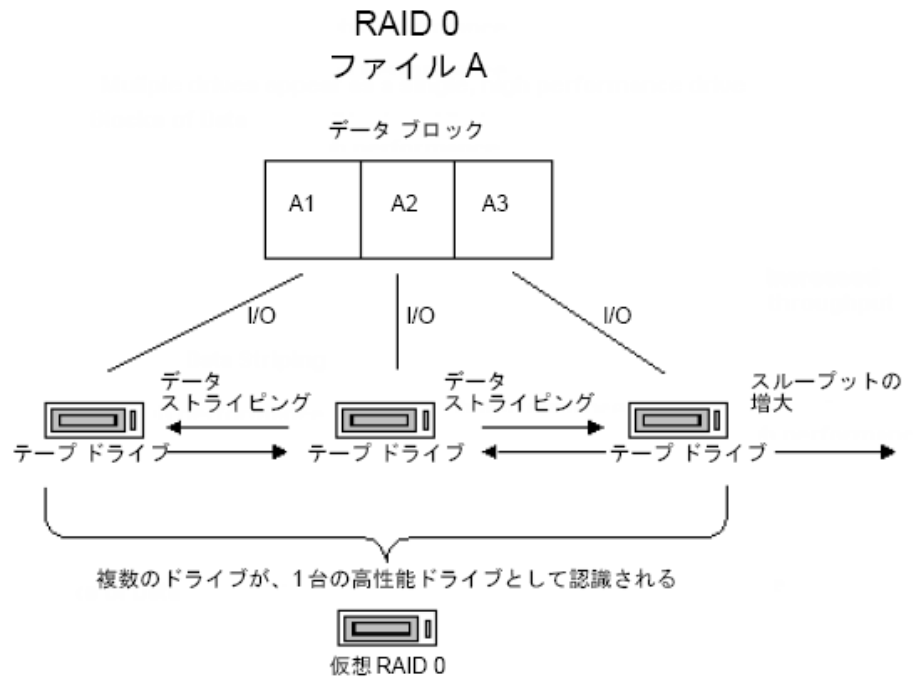 RAID 0
ファイル A
データ ブロック
A1
A2
A3
I/O
I/O
I/O
データ
ストライピング
データ
ストライピング
スループットの
増大
テープ ドライブ
テープ ドライブ
テープ ドライブ
複数のドライブが、1台の高性能ドライブとして認識される
仮想 RAID 0